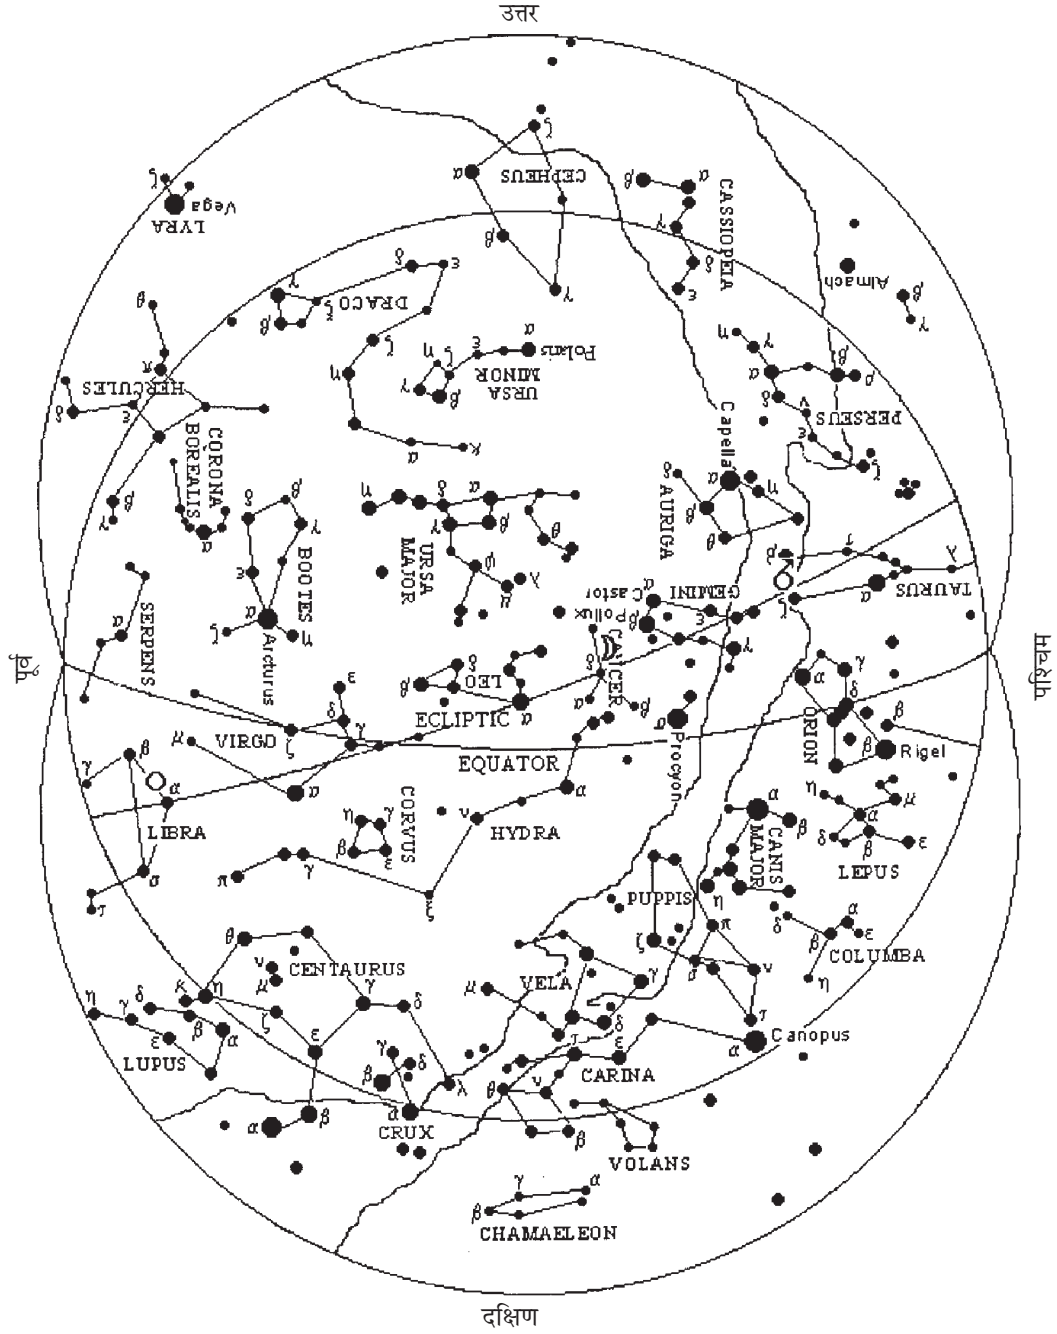 उत्तर
ζ
α
CEPHEUS
β
γ
β
α
CASSIOPEIA
γ
δ
ε
ζ
Vega
LYRA
Almach
β
γ
γ
δ
ε
β
ξ
DRACO
ζ
η
α
κ
α
Polaris
ε
ζ
η
URSA
MINOR
γ
β
η
γ
α
β
ρ
δ
ν
PERSEUS
ε
ζ
θ
π
HERCULES
δ
ε
β
γ
CORONA
BOREALIS
α
β
γ
BOOTES
ε
α
ζ
η
Arcturus
η
δ
α
γ
β
θ
URSA
MAJOR
ψ
λ
μ
Capella
α
η
δ
β
θ
AURIGA
β
τ
λ
♂
ζ
α
TAURUS
α
Castor
GEMINI
Pollux
β
ε
γ
SERPENS
α
पूर्व
पश्चिम
CANCER
δ
α
β
δ
LEO
β
α
ECLIPTIC
ε
δ
γ
VIRGO
ζ
μ
α
EQUATOR
α
Procyon
α
γ
δ
ORION
β
β
Rigel
β
γ
α
LIBRA
σ
τ
CORVUS
η
γ
β
ε
ν
α
HYDRA
π
γ
ξ
α
β
CANIS
MAJOR
η
η
μ
α
δ
β
ε
LEPUS
PUPPIS
π
ζ
σ
ν
τ
δ
α
β
ε
COLUMBA
η
θ
ν
CENTAURUS
μ
κ
η
ζ
γ
δ
ε
λ
η
γ
δ
β
α
ε
LUPUS
VELA
μ
γ
δ
α
Canopus
τ
ε
CARINA
θ
ν
β
γ
δ
β
α
CRUX
α
β
VOLANS
γ
α
β
CHAMAELEON
दक्षिण